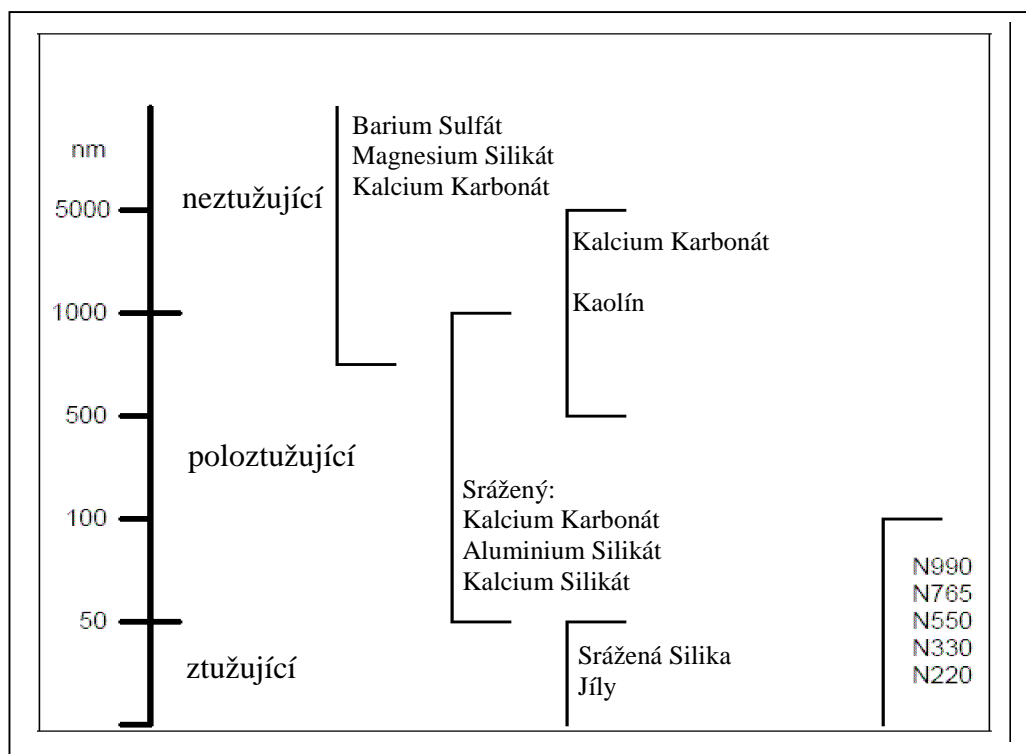 nm
5000
1000
500
100
50
neztužující
poloztužující
ztužující
Barium Sulfát
Magnesium Silikát
Kalcium Karbonát
Kalcium Karbonát
Kaolín
Srážený:
Kalcium Karbonát
Aluminium Silikát
Kalcium Silikát
Srážená Silika
Jíly
N990
N765
N550
N330
N220